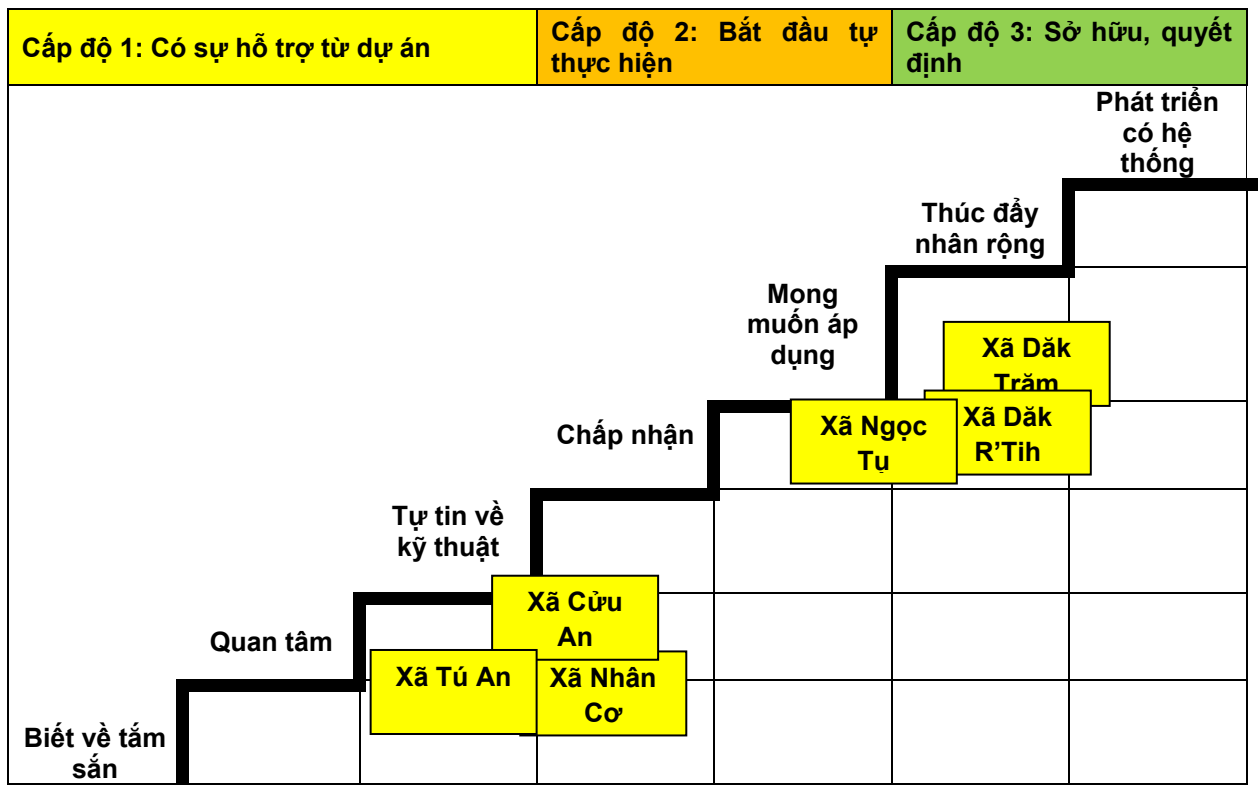 Cấp độ 1: Có sự hỗ trợ từ dự án
Cấp độ 2: Bắt đầu tự
thực hiện
Cấp độ 3: Sở hữu, quyết
định
Phát triển
có hệ
thống
Thúc đẩy
nhân rộng
Mong
muốn áp
dụng
Xã Dăk
Trăm
Xã Dăk
R’Tih
Xã Ngọc
Tụ
Chấp nhận
Tự tin về
kỹ thuật
Xã Cửu
An
Quan tâm
Xã Tú An
Xã Nhân
Cơ
Biết về tắm
sắn